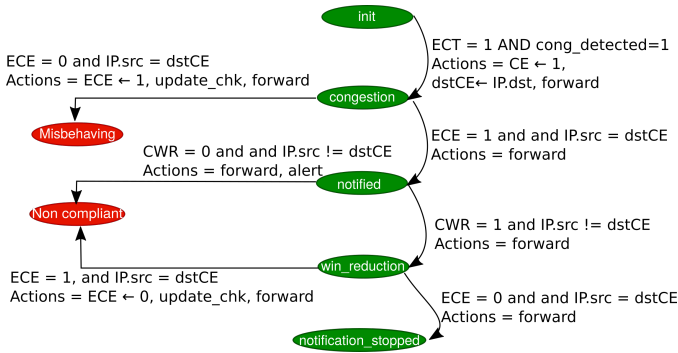 init
ECT = 1 AND cong_detected=1
Actions = CE ← 1,
dstCE← IP.dst, forward
ECE = 0 and IP.src = dstCE
Actions = ECE ← 1, update_chk, forward
congestion
Misbehaving
ECE = 1 and and IP.src = dstCE
Actions = forward
CWR = 0 and and IP.src != dstCE
Actions = forward, alert
notified
Non compliant
CWR = 1 and IP.src != dstCE
Actions = forward
win_reduction
ECE = 1, and IP.src = dstCE
Actions = ECE ← 0, update_chk, forward
ECE = 0 and and IP.src = dstCE
Actions = forward
notification_stopped